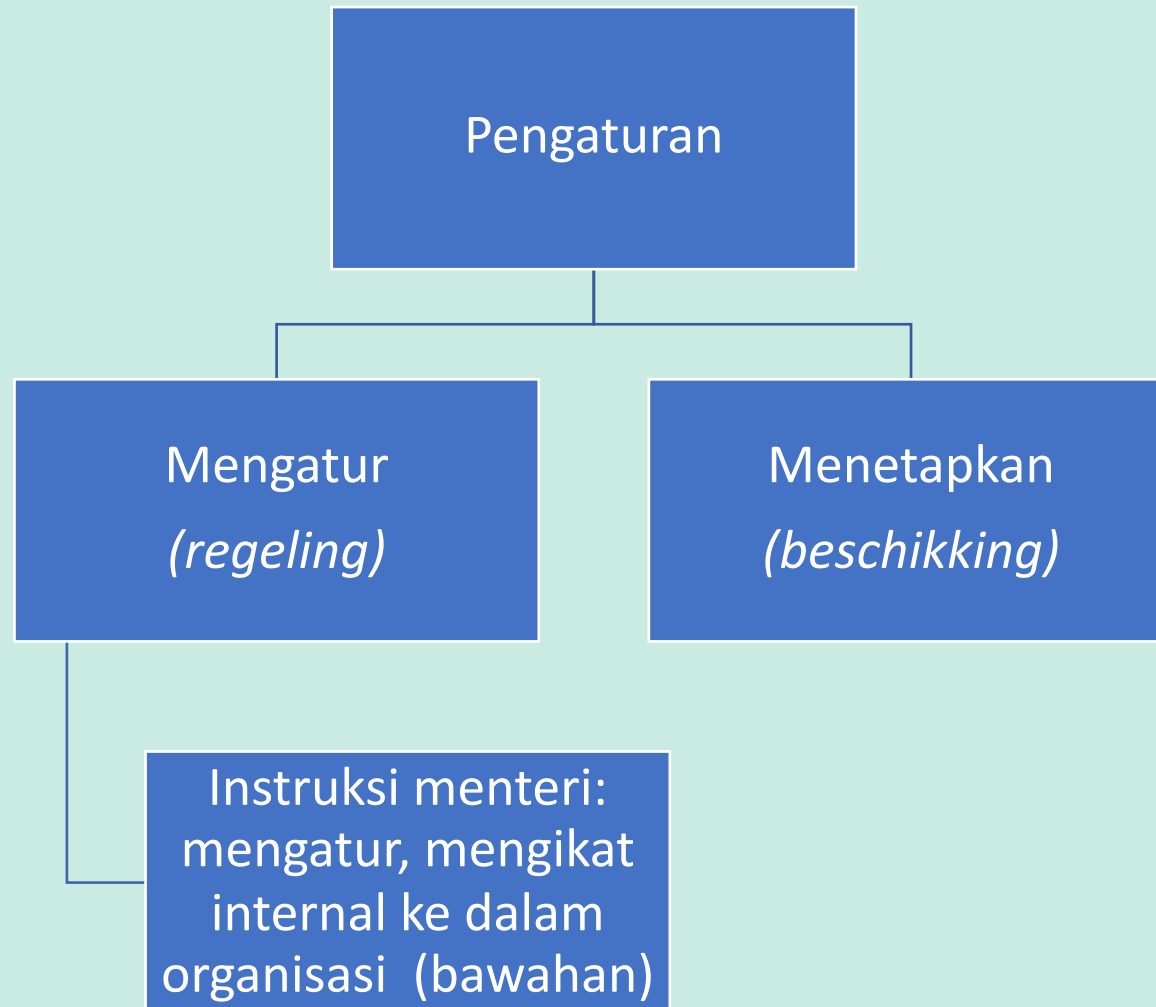 Pengaturan
Mengatur
(regeling)
Menetapkan
(beschikking)
Instruksi menteri:
mengatur, mengikat
internal ke dalam
organisasi (bawahan)